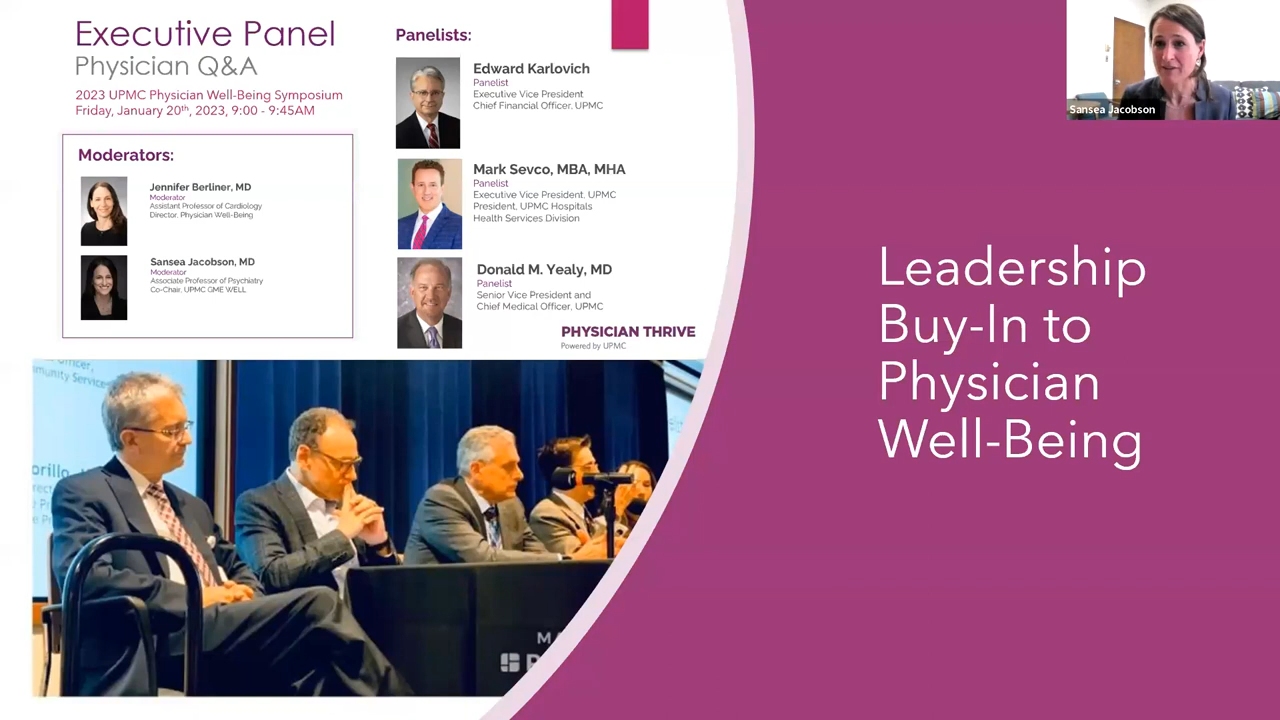 Executive Panel
Physician Q&A
2023 UPMC Physician Well-Being Symposium
Friday, January 20th, 2023, 9:00 - 9:45AM
Moderators:
Jennifer Berliner, MD
Moderator
Assistant Professor of Cardiology
Director, Physician Well-Being
Sansea Jacobson, MD
Moderator
Associate Professor of Psychiatry
Co-Chair, UPMC GME WELL
Panelists:
Edward Karlovich
Panelist
Executive Vice President
Chief Financial Officer, UPMC
Mark Sevco, MBA, MHA
Panelist
Executive Vice President, UPMC
President, UPMC Hospitals
Health Services Division
Donald M. Yealy, MD
Panelist
Senior Vice President and
Chief Medical Officer, UPMC
PHYSICIAN THRIVE
Powered by UPMC
Leadership
Buy-In to
Physician
Well-Being
Sansea Jacobson